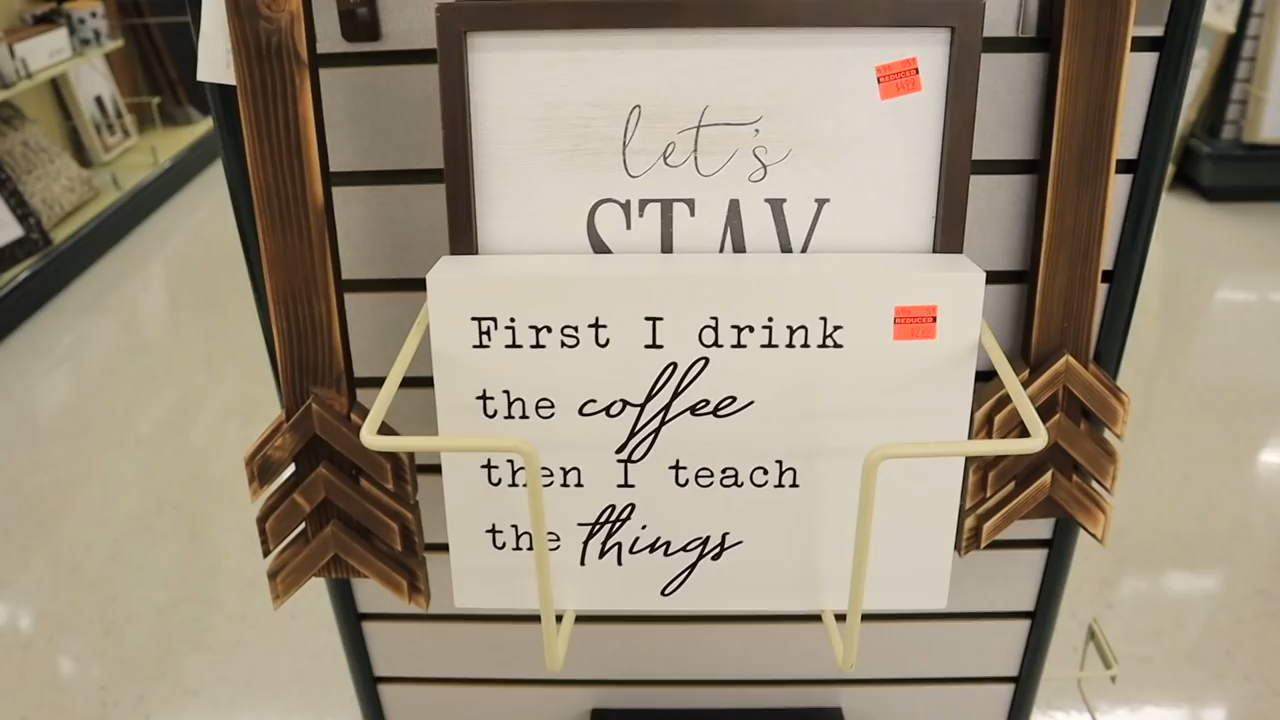 let's
STAY
REDUCED
First I drink
the coffee
then I teach
the things
REDUCED